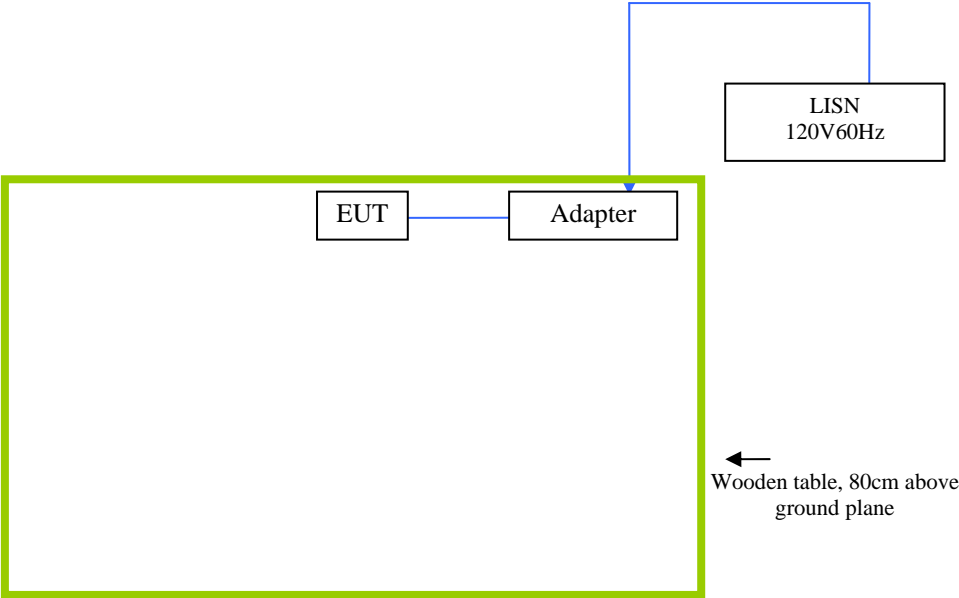 LISN
120V60Hz
EUT
Adapter
Wooden table, 80cm above
ground plane